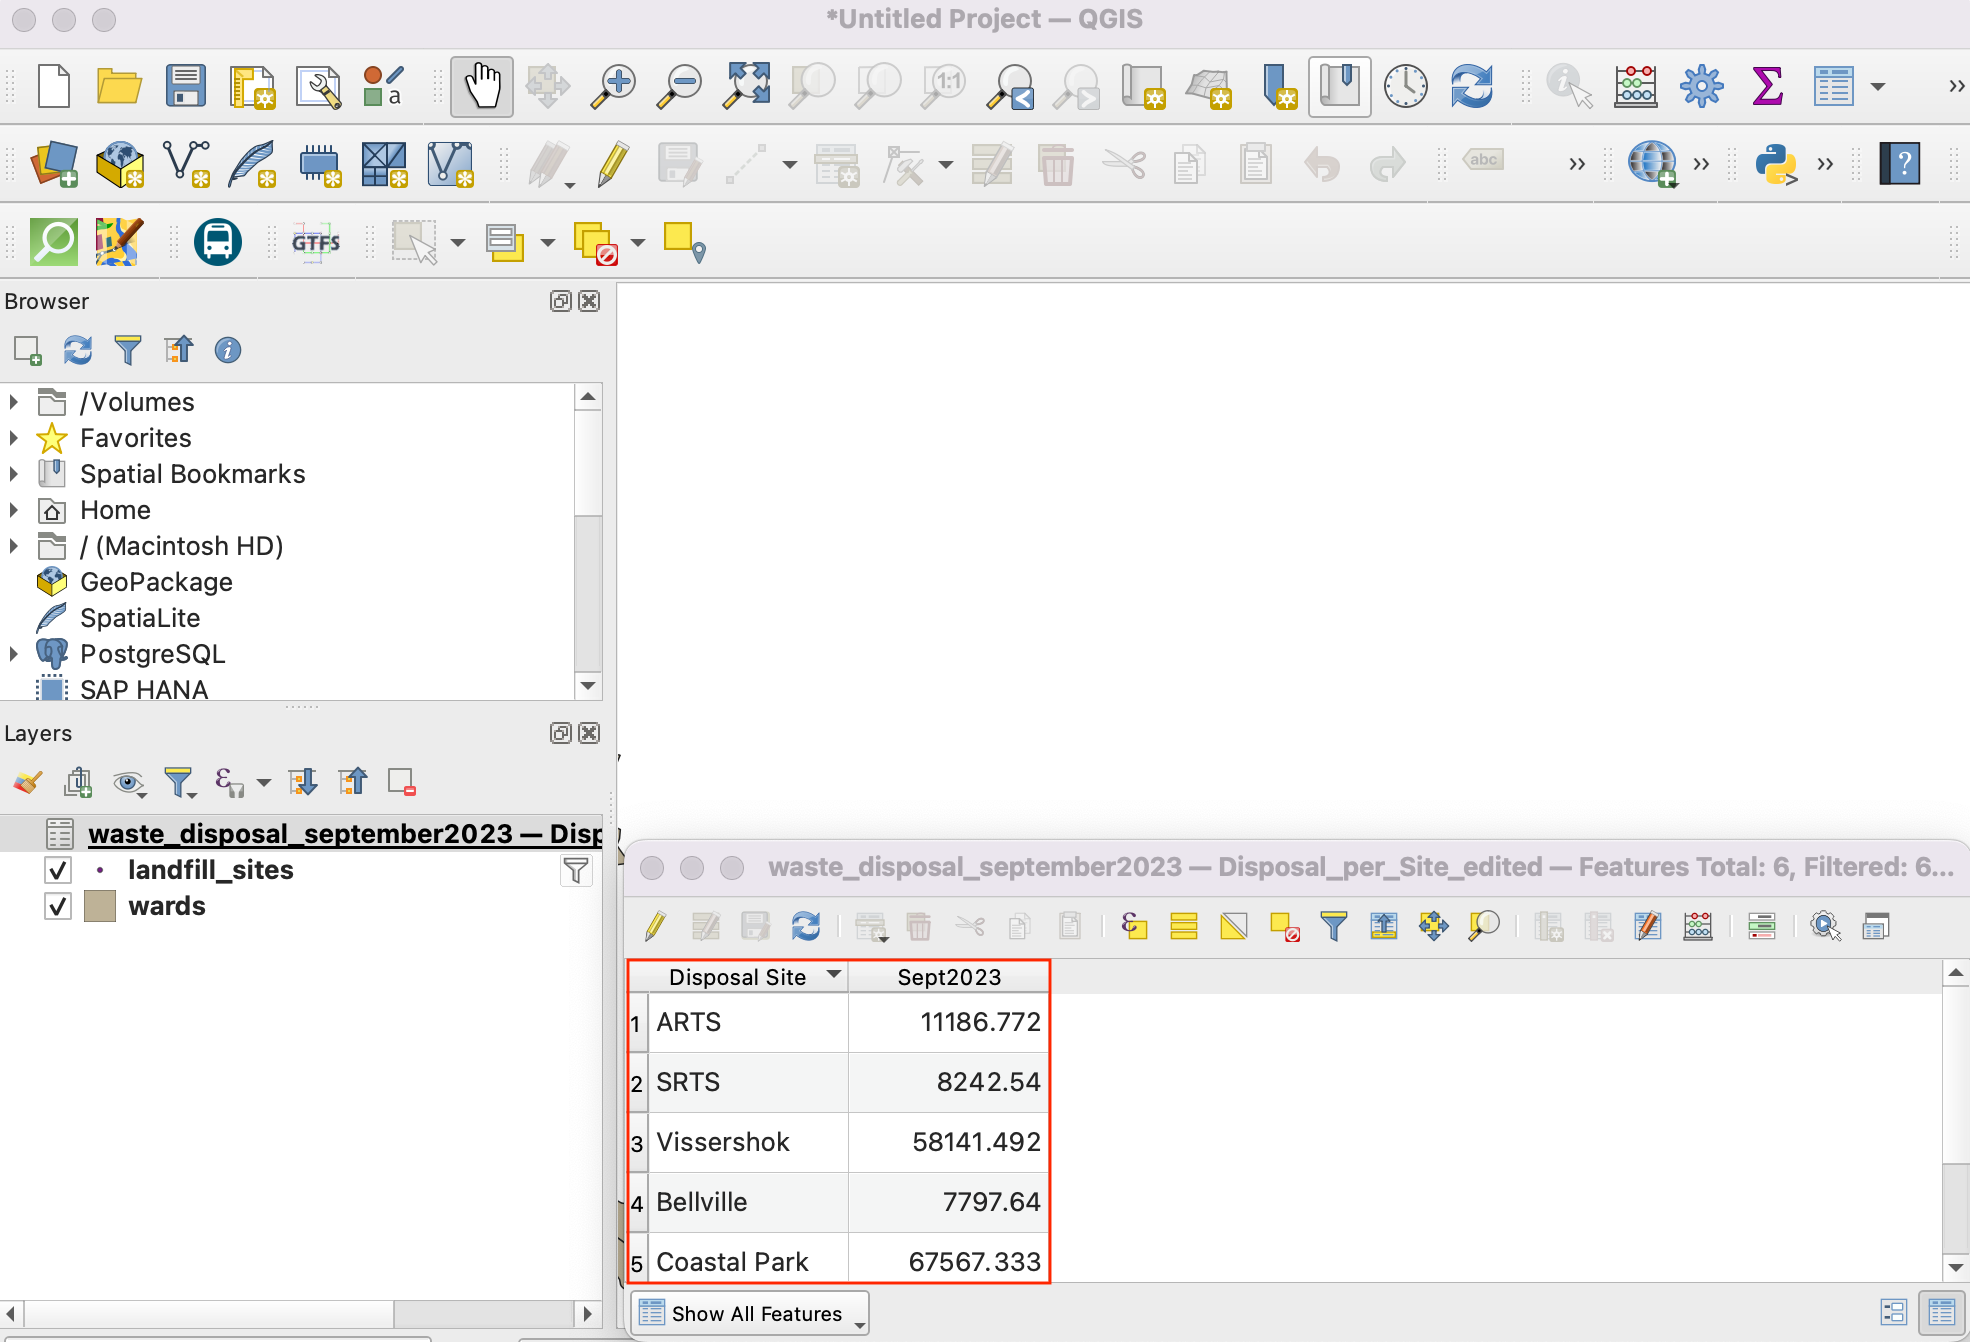 *Untitled Project — QGIS
a
1:1
abc
?
GTFS
Browser
/Volumes
Favorites
Spatial Bookmarks
Home
/ (Macintosh HD)
GeoPackage
SpatiaLite
PostgreSQL
SAP HANA
Layers
waste_disposal_september2023 — Disp
landfill_sites
wards
waste_disposal_september2023 — Disposal_per_Site_edited — Features Total: 6, Filtered: 6...
Disposal Site Sept2023
1 ARTS 11186.772
2 SRTS 8242.54
3 Vissershok 58141.492
4 Bellville 7797.64
5 Coastal Park 67567.333
Show All Features